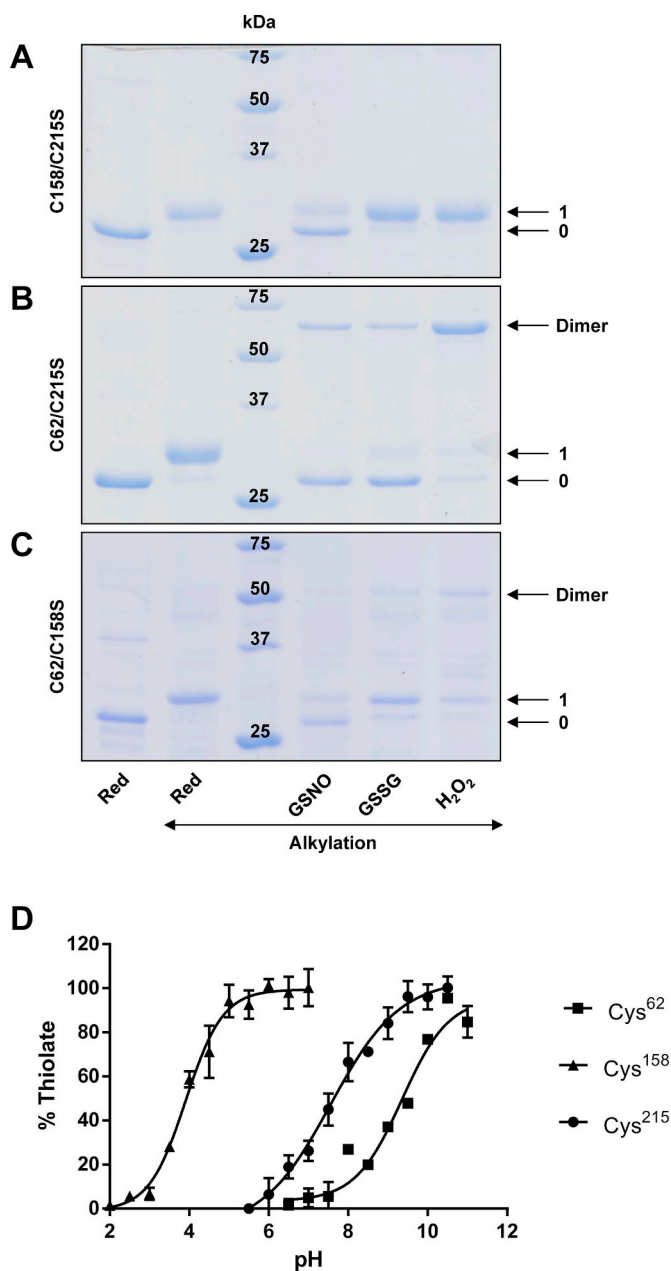 kDa
A
C158/C215S
75
50
37
25
1
0
B
C62/C215S
75
50
37
25
Dimer
1
0
C
C62/C158S
75
50
37
25
Dimer
1
0
Red
Red
GSNO
GSSG
H₂O₂
Alkylation
D
% Thiolate
120
100
80
60
40
20
0
2
4
6
8
10
12
pH
Cys⁶²
Cys¹⁵⁸
Cys²¹⁵